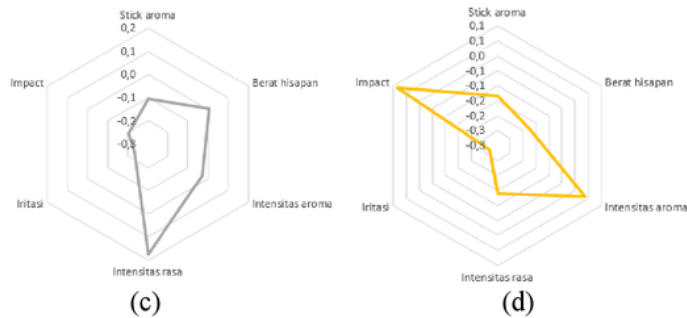 Stick aroma
0,2
0,1
0,0
-0,1
-0,2
-0,3
Impact
Berat hisapan
Iritasi
Intensitas aroma
Intensitas rasa
(c)
Stick aroma
0,1
0,1
0,0
-0,1
-0,1
-0,2
-0,2
-0,3
-0,3
Impact
Berat hisapan
Iritasi
Intensitas aroma
Intensitas rasa
(d)